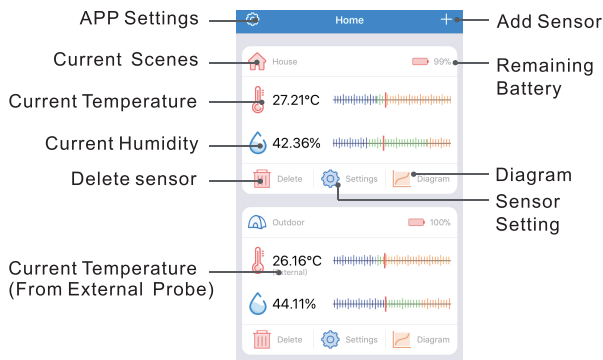 APP Settings
Home
Add Sensor
Current Scenes
House
99%
Remaining
Battery
Current Temperature
27.21°C
Current Humidity
42.36%
Delete sensor
Delete
Settings
Diagram
Diagram
Sensor
Setting
Outdoor
100%
Current Temperature
(From External Probe)
26.16°C
44.11%
Delete
Settings
Diagram